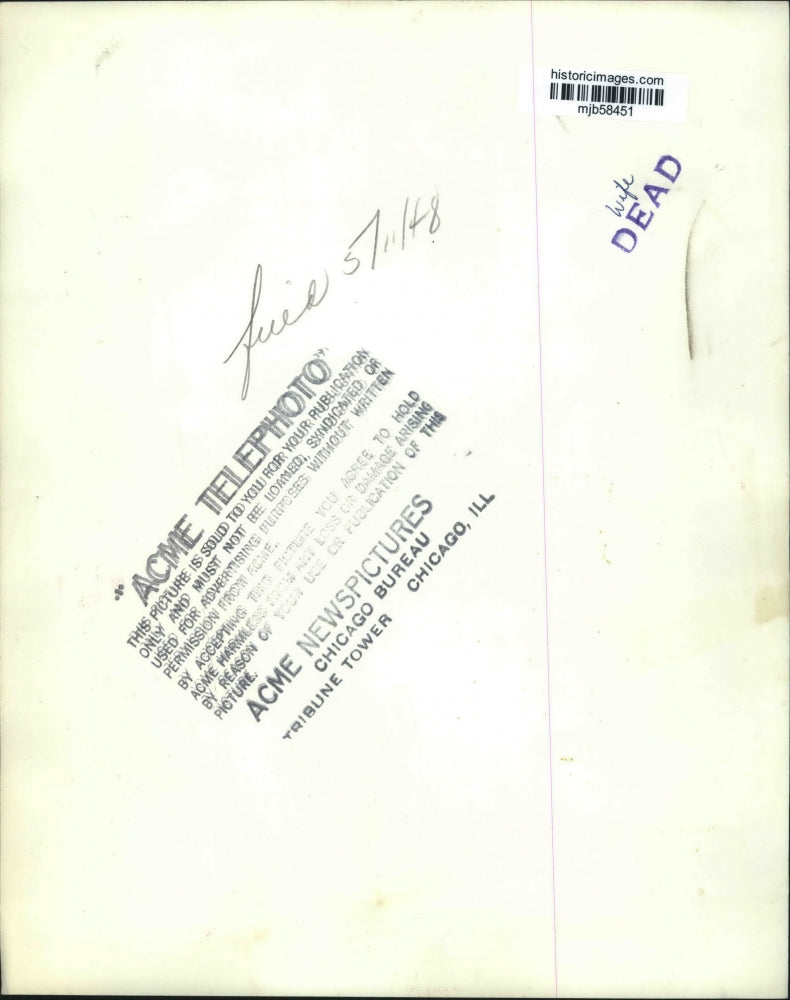 historicimages.com
mjb58451
wife
DEAD
5/11/48
"ACME TELEPHOTO"
THIS PICTURE IS SOLD TO YOU FOR YOUR PUBLICATION
ONLY AND MUST NOT BE LOANED, SYNDICATED OR
USED FOR ADVERTISING PURPOSES WITHOUT WRITTEN
PERMISSION FROM ACME.
BY ACCEPTING THIS PICTURE YOU AGREE TO HOLD
ACME HARMLESS FROM ANY LOSS OR DAMAGE ARISING
BY REASON OF YOUR USE OR PUBLICATION OF THIS
PICTURE.
ACME NEWSPICTURES
CHICAGO BUREAU
TRIBUNE TOWER CHICAGO, ILL